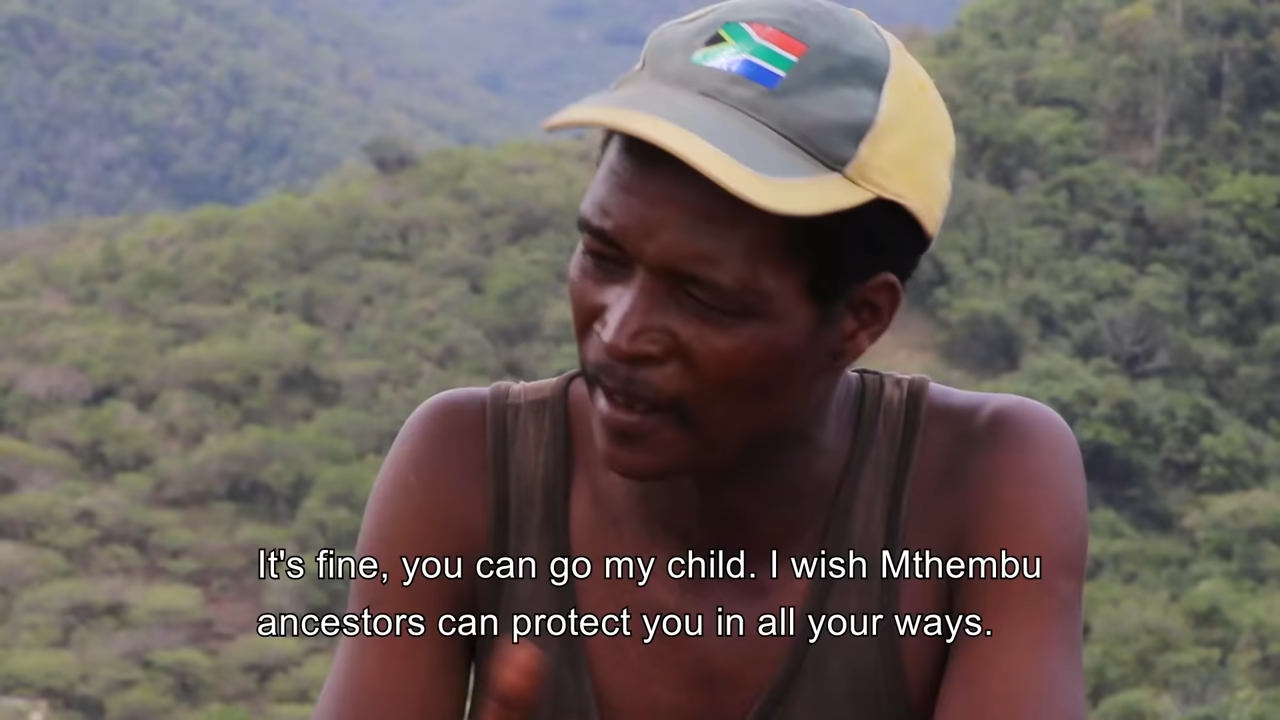 It's fine, you can go my child. I wish Mthembu
ancestors can protect you in all your ways.